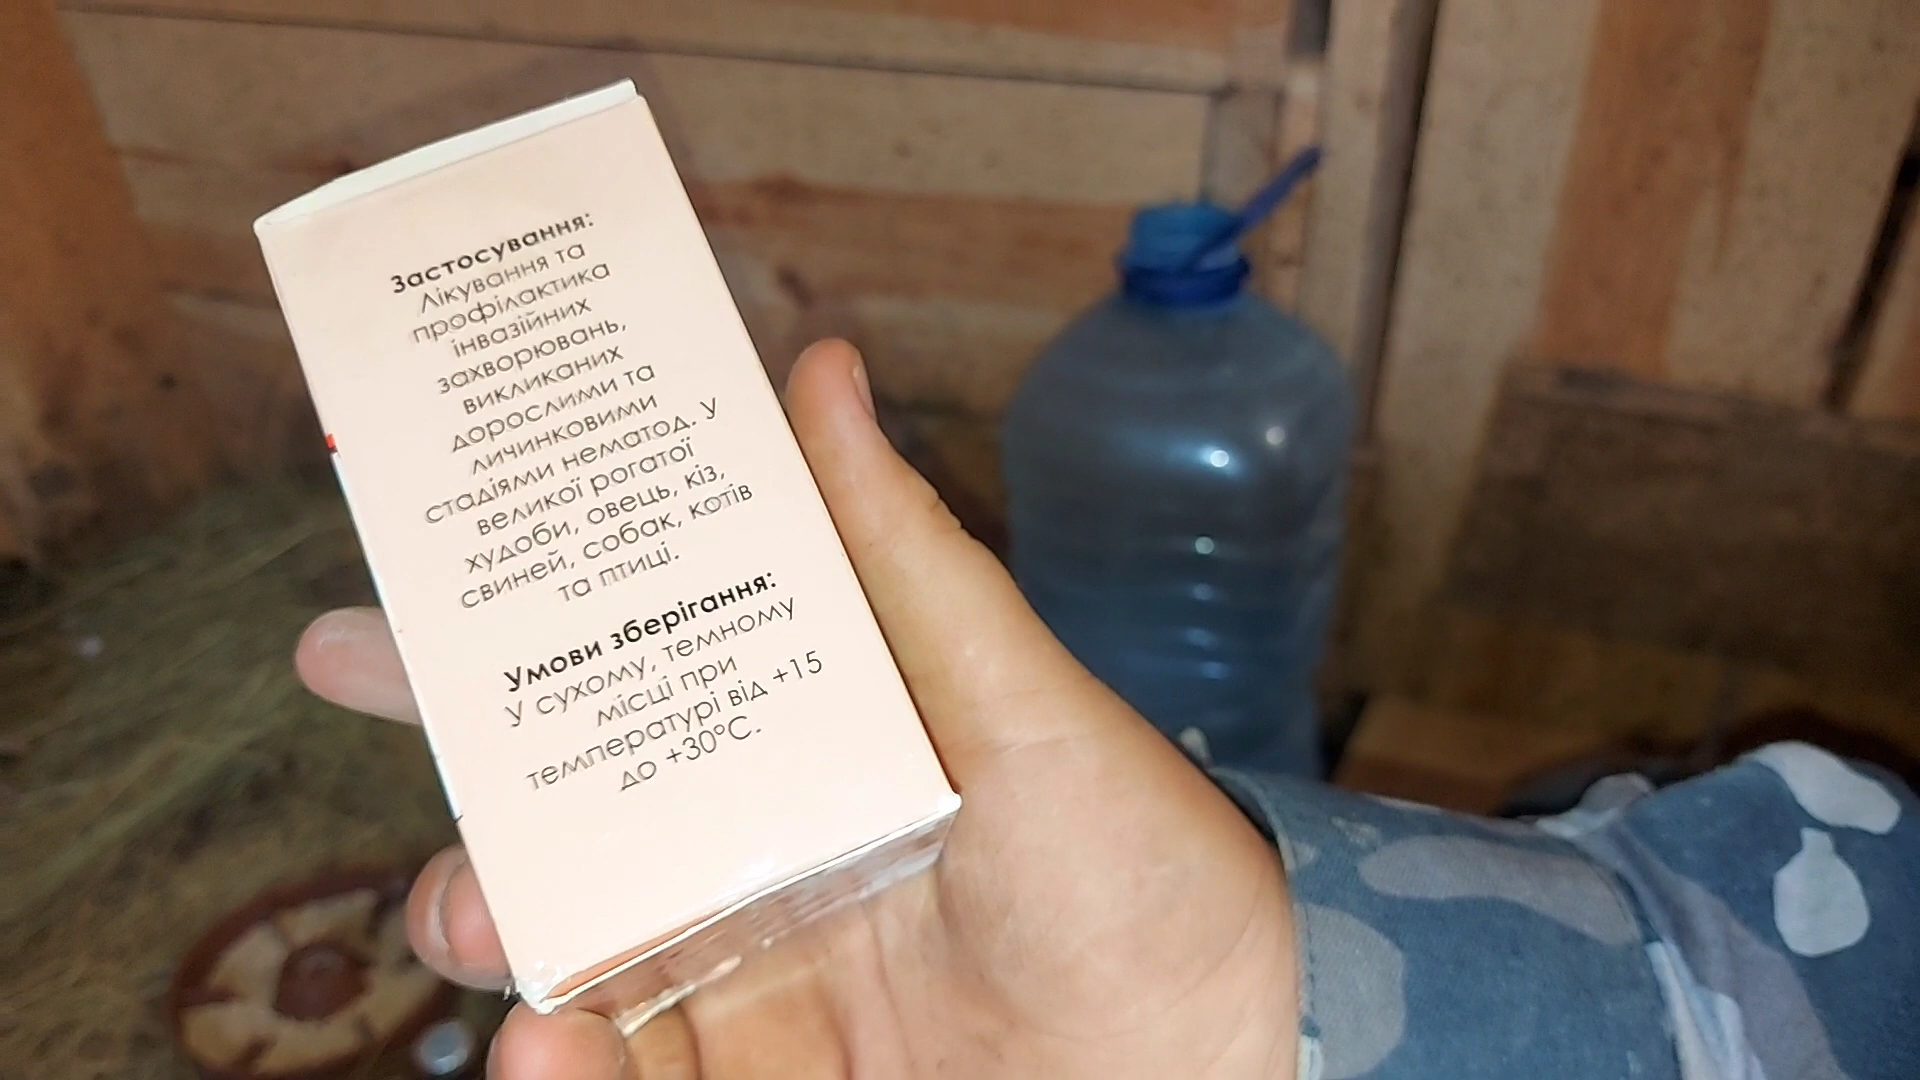 Застосування:
Лікування та
профілактика
інвазійних
захворювань,
викликаних
дорослими та
личинковими
стадіями нематод. У
великої рогатої
худоби, овець, кіз,
свиней, собак, котів
та птиці.
Умови зберігання:
У сухому, темному
місці при
температурі від +15
до +30°С.